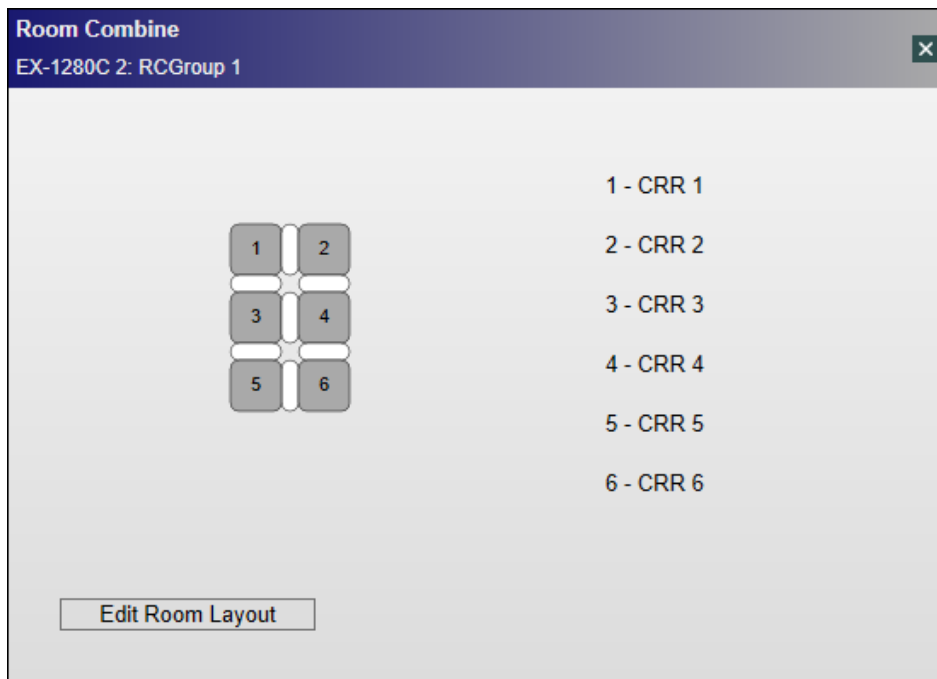 Room Combine
EX-1280C 2: RCGroup 1
1 2
3 4
5 6
1 - CRR 1
2 - CRR 2
3 - CRR 3
4 - CRR 4
5 - CRR 5
6 - CRR 6
Edit Room Layout